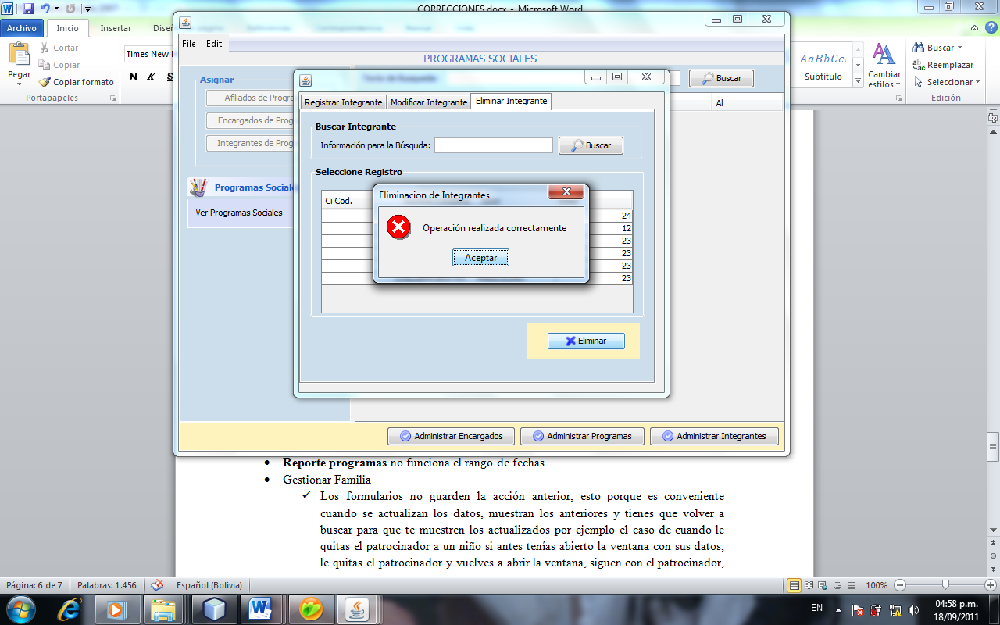 CORRECCIONES.docx - Microsoft Word
Archivo
Inicio
Insertar
Pegar
Cortar
Copiar
Copiar formato
Portapapeles
Times New
N K S
AaBbCc.
Subtítulo
Cambiar estilos
Buscar
Reemplazar
Seleccionar
Edición
File Edit
PROGRAMAS SOCIALES
Asignar
Afiliados de Progra
Encargados de Prog
Integrantes de Prog
Programas Sociale
Ver Programas Sociales
Buscar
Al
Registrar Integrante
Modificar Integrante
Eliminar Integrante
Buscar Integrante
Información para la Búsquda:
Buscar
Seleccione Registro
Ci Cod.
24
12
23
23
23
23
Eliminacion de Integrantes
Operación realizada correctamente
Aceptar
Eliminar
Administrar Encargados
Administrar Programas
Administrar Integrantes
• Reporte programas no funciona el rango de fechas
• Gestionar Familia
✓ Los formularios no guarden la acción anterior, esto porque es conveniente
cuando se actualizan los datos, muestran los anteriores y tienes que volver a
buscar para que te muestren los actualizados por ejemplo el caso de cuando le
quitas el patrocinador a un niño si antes tenías abierto la ventana con sus datos,
le quitas el patrocinador y vuelves a abrir la ventana, siguen con el patrocinador,
Página: 6 de 7
Palabras: 1.456
Español (Bolivia)
100%
EN
04:58 p.m.
18/09/2011